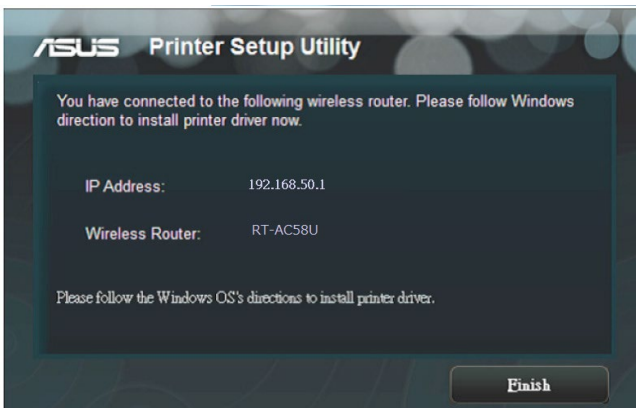 ASUS Printer Setup Utility
You have connected to the following wireless router. Please follow Windows
direction to install printer driver now.
IP Address: 192.168.50.1
Wireless Router: RT-AC58U
Please follow the Windows OS's directions to install printer driver.
Finish